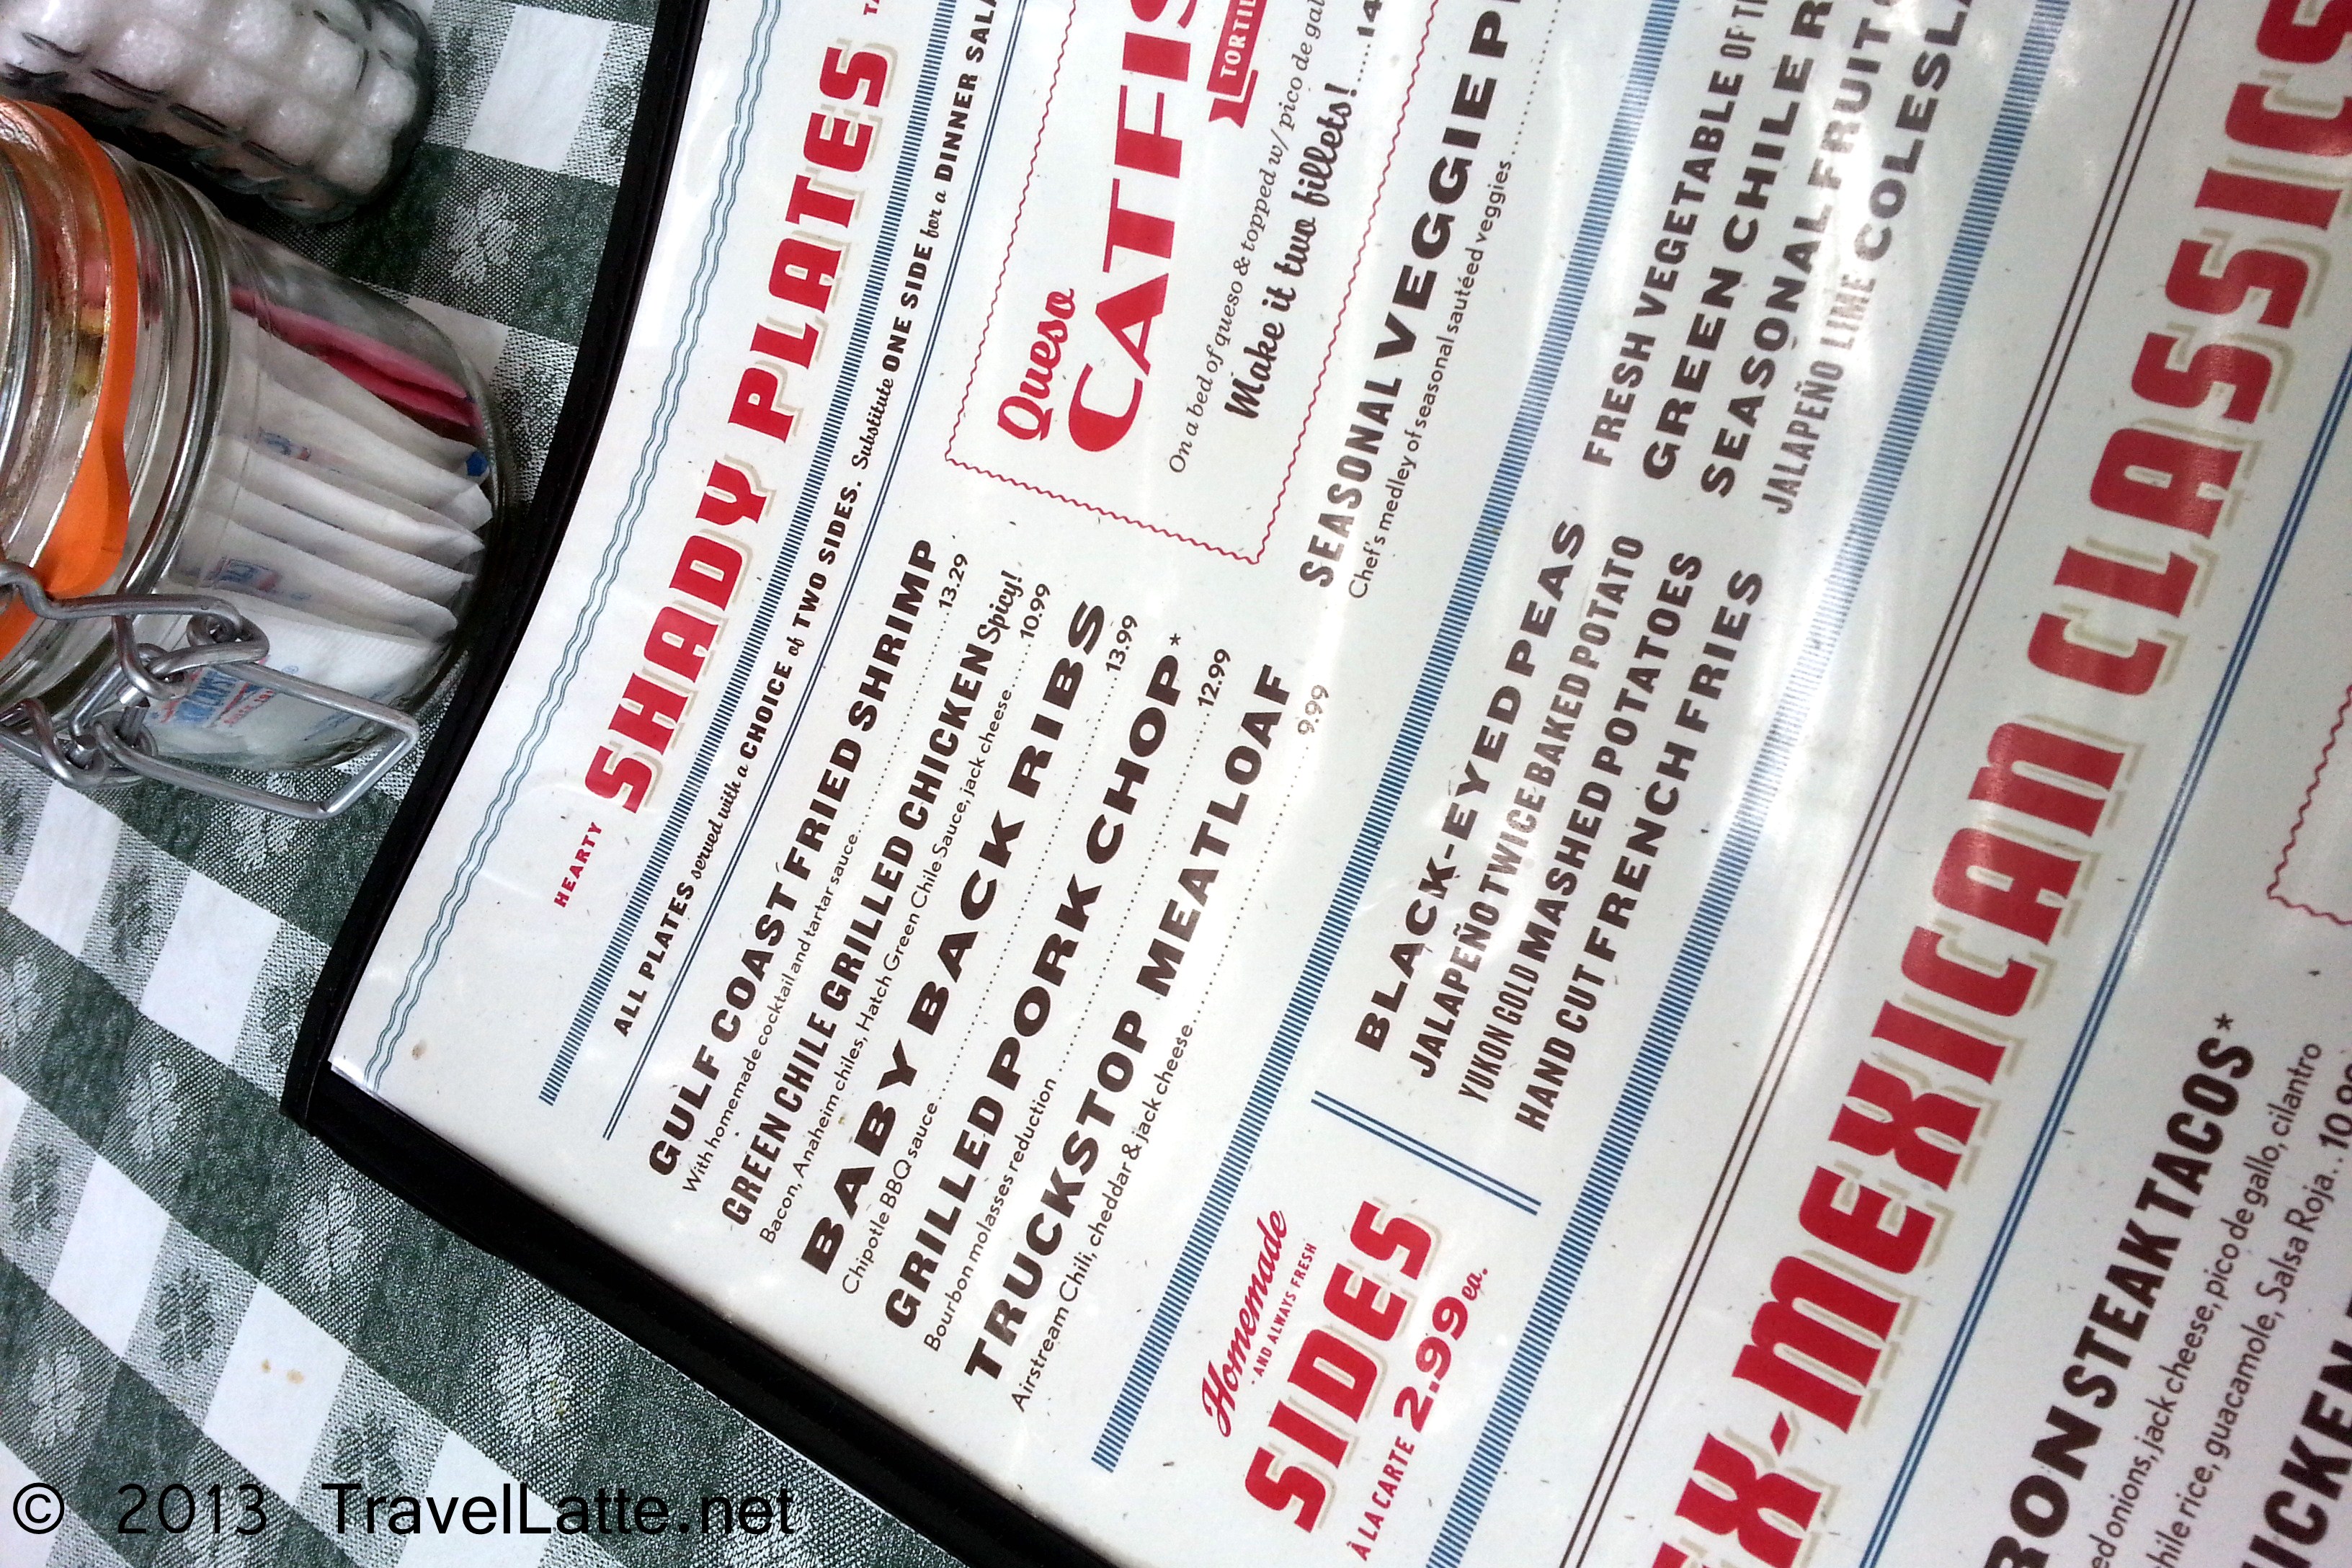 HEARTY SHADY PLATES
ALL PLATES served with a CHOICE of TWO SIDES. Substitute ONE SIDE for a DINNER
GULF COAST FRIED SHRIMP
With homemade cocktail and tartar sauce 13.29
GREEN CHILE GRILLED CHICKEN Spicy!
Bacon, Anaheim chiles, Hatch Green Chile Sauce, jack cheese 10.99
BABY BACK RIBS
Chipotle BBQ sauce 13.99
GRILLED PORK CHOP*
Bourbon molasses reduction 12.99
TRUCKSTOP MEATLOAF
Airstream Chili, cheddar & jack cheese 9.99
Queso
On a bed of queso & topped w/ pico de
Make it two fillets!
SEASONAL VEGGIE
Chef's medley of seasonal sautéed veggies
Homemade
- AND ALWAYS FRESH -
SIDES
À LA CARTE 2.99 ea.
BLACK-EYED PEAS
JALAPEÑO TWICE BAKED POTATO
YUKON GOLD MASHED POTATOES
HAND CUT FRENCH FRIES
FRESH VEGETABLE OF
GREEN CHILE
SEASONAL FRUIT
JALAPEÑO LIME
X-MEXICAN CLASSICS
STEAK TACOS*
onions, jack cheese, pico de gallo, cilantro
rice, guacamole, Salsa Roja
© 2013 TravelLatte.net